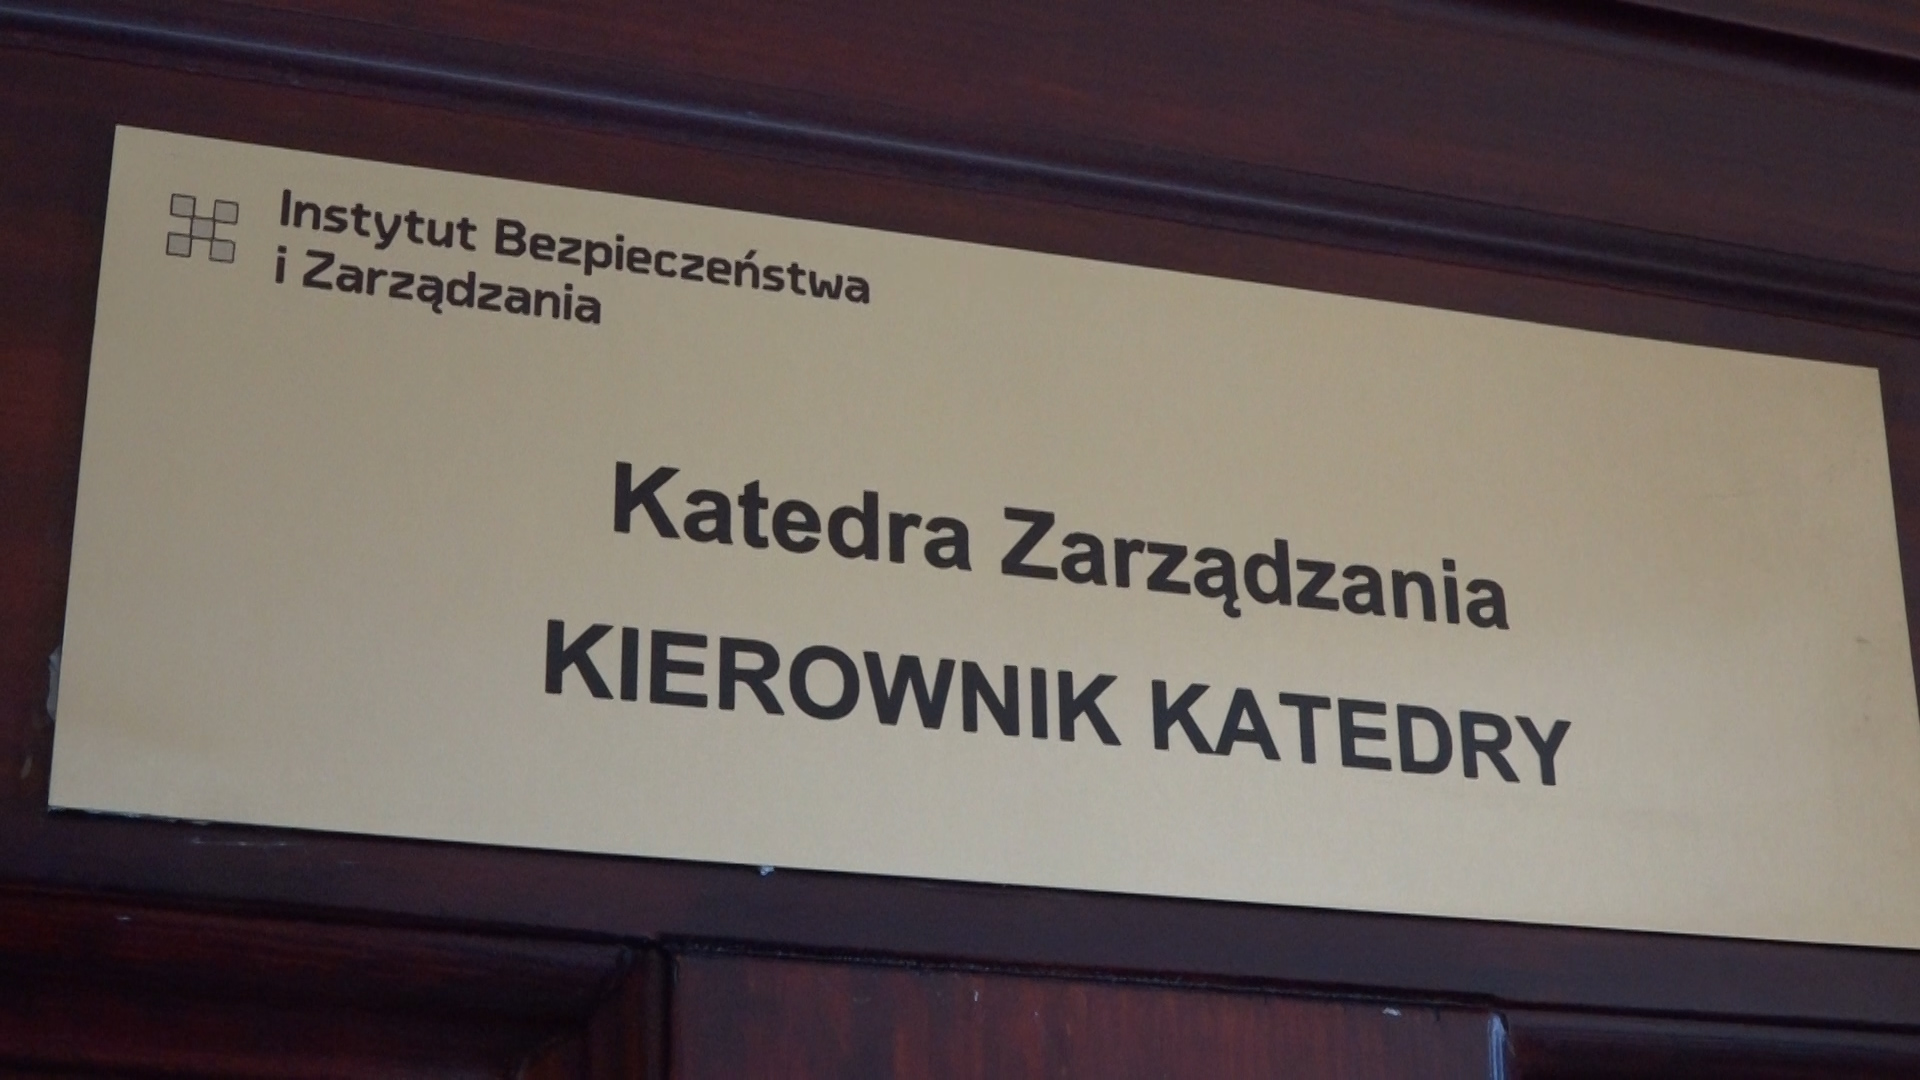 Instytut Bezpieczeństwa
i Zarządzania
Katedra Zarządzania
KIEROWNIK KATEDRY